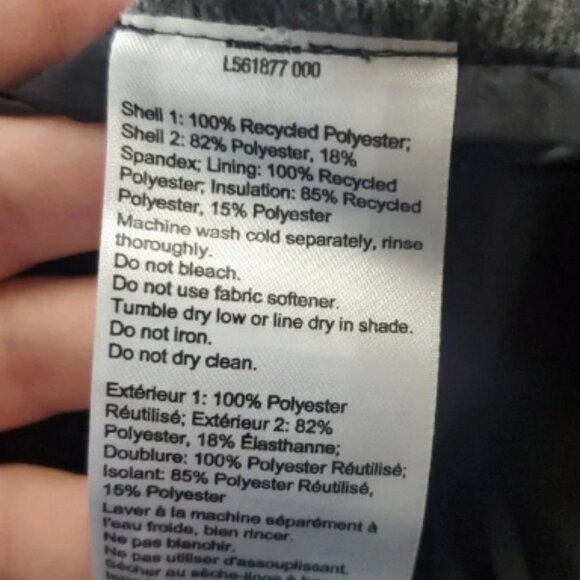 L561877 000
Shell 1: 100% Recycled Polyester;
Shell 2: 82% Polyester, 18%
Spandex; Lining: 100% Recycled
Polyester; Insulation: 85% Recycled
Polyester, 15% Polyester
Machine wash cold separately, rinse
thoroughly.
Do not bleach.
Do not use fabric softener.
Tumble dry low or line dry in shade.
Do not iron.
Do not dry clean.
Extérieur 1: 100% Polyester
Réutilisé; Extérieur 2: 82%
Polyester, 18% Élasthanne;
Doublure: 100% Polyester Réutilisé;
Isolant: 85% Polyester Réutilisé,
15% Polyester
Laver à la machine séparément à
l'eau froide, bien rincer.
Ne pas blanchir.
Ne pas utiliser d'assouplissant.
Sécher au sèche-linge à